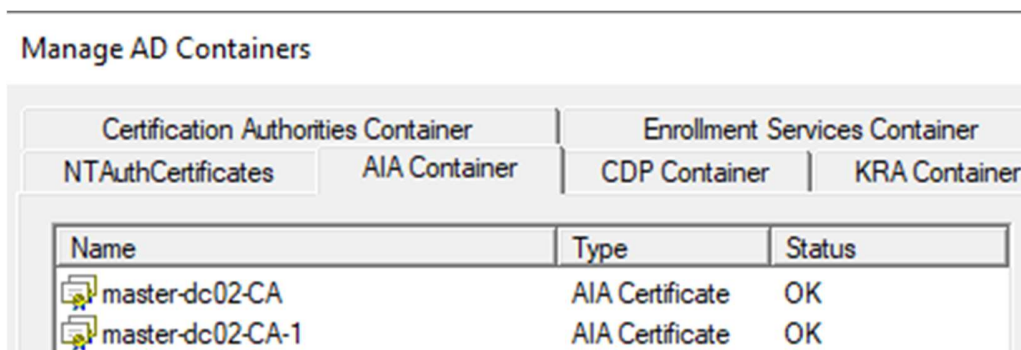 Manage AD Containers
Certification Authorities Container Enrollment Services Container
NTAuthCertificates AIA Container CDP Container KRA Container
Name Type Status
master-dc02-CA AIA Certificate OK
master-dc02-CA-1 AIA Certificate OK